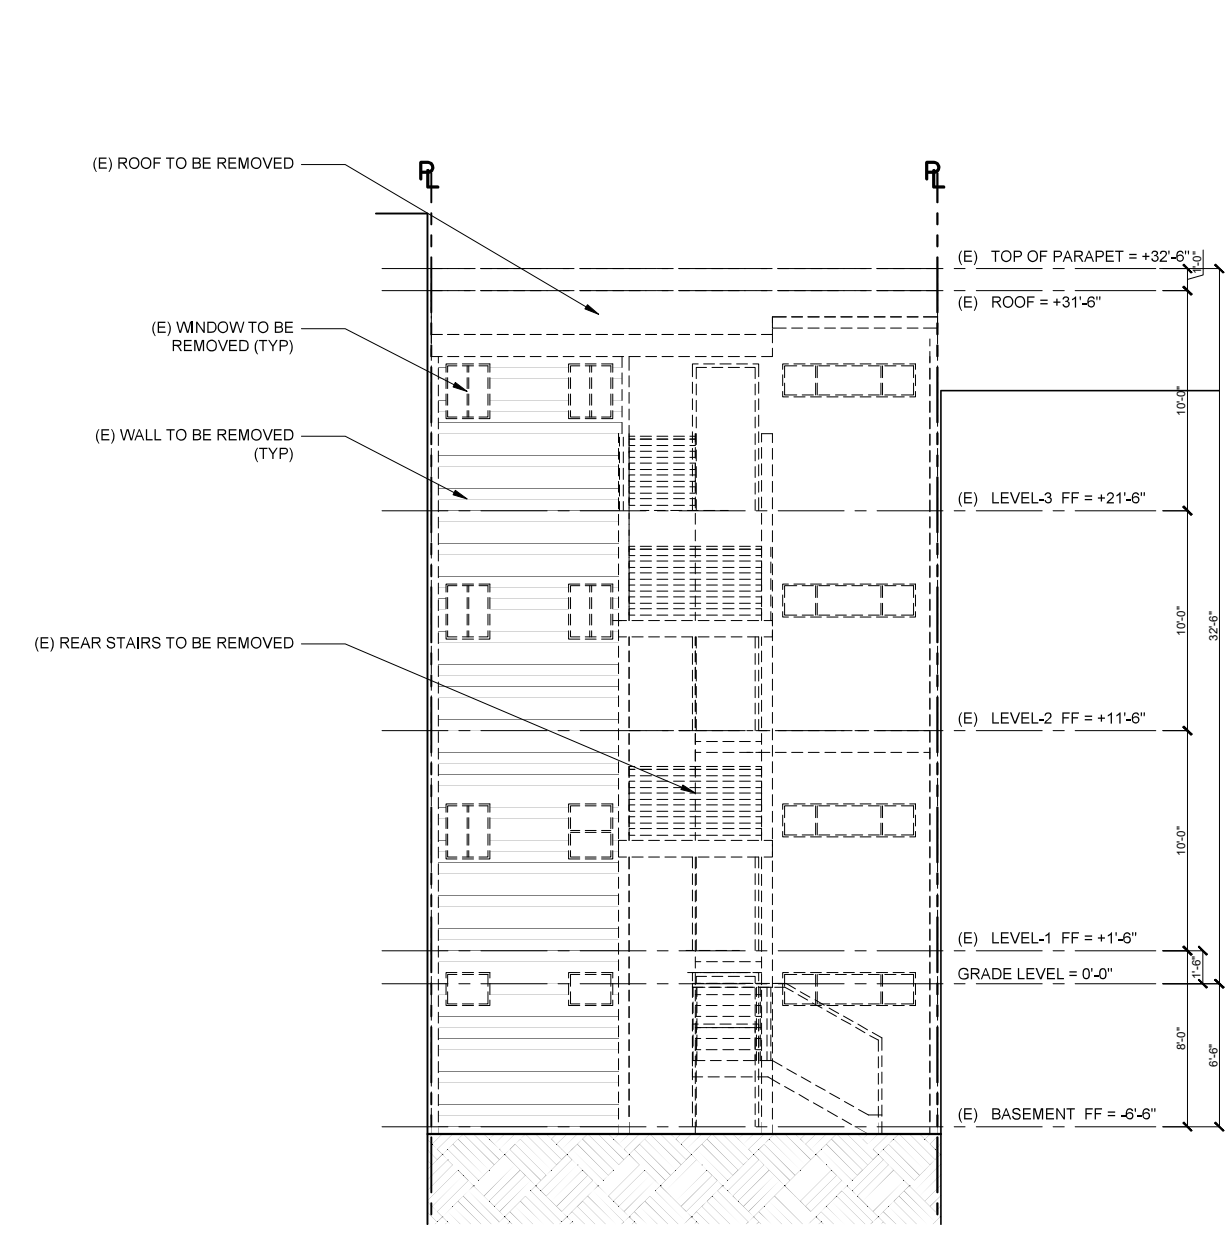 (E) ROOF TO BE REMOVED
PL
PL
(E) TOP OF PARAPET = +32'-6"
1'-0"
(E) ROOF = +31'-6"
(E) WINDOW TO BE
REMOVED (TYP)
10'-0"
(E) WALL TO BE REMOVED
(TYP)
(E) LEVEL-3 FF = +21'-6"
10'-0"
32'-6"
(E) REAR STAIRS TO BE REMOVED
(E) LEVEL-2 FF = +11'-6"
10'-0"
(E) LEVEL-1 FF = +1'-6"
1'-6"
GRADE LEVEL = 0'-0"
8'-0"
6'-6"
(E) BASEMENT FF = -6'-6"